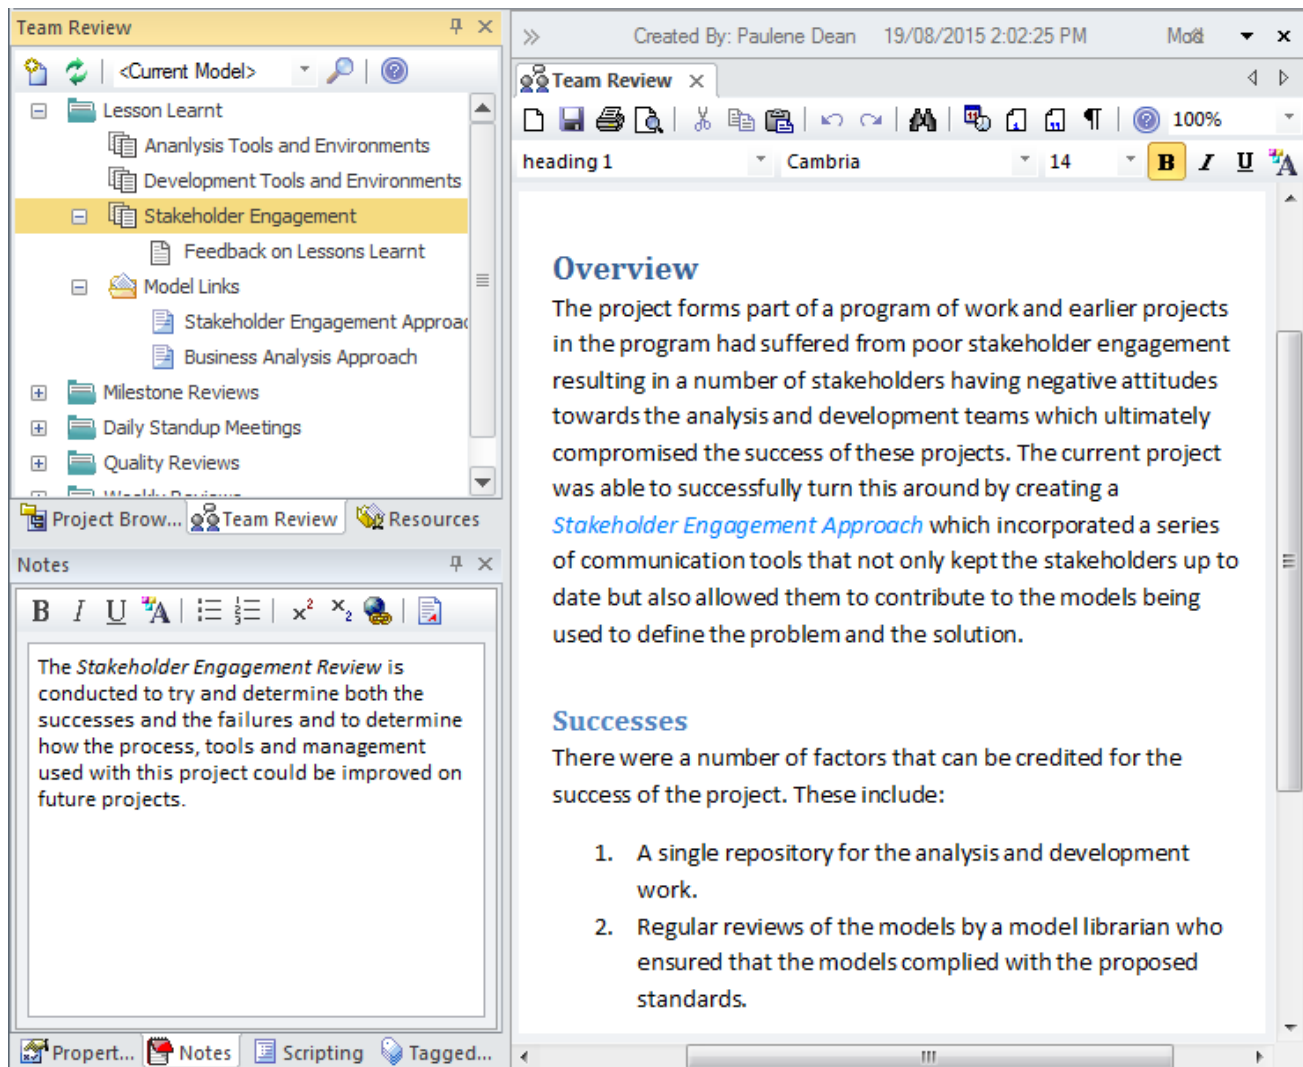 Team Review
<Current Model>
Lesson Learnt
Ananlysis Tools and Environments
Development Tools and Environments
Stakeholder Engagement
Feedback on Lessons Learnt
Model Links
Stakeholder Engagement Approac
Business Analysis Approach
Milestone Reviews
Daily Standup Meetings
Quality Reviews
Project Brow...
Team Review
Resources
Notes
B I U A x² x₂
The Stakeholder Engagement Review is
conducted to try and determine both the
successes and the failures and to determine
how the process, tools and management
used with this project could be improved on
future projects.
Propert...
Notes
Scripting
Tagged...
Created By: Paulene Dean 19/08/2015 2:02:25 PM
Team Review
100%
heading 1 Cambria 14 B I U A
Overview
The project forms part of a program of work and earlier projects
in the program had suffered from poor stakeholder engagement
resulting in a number of stakeholders having negative attitudes
towards the analysis and development teams which ultimately
compromised the success of these projects. The current project
was able to successfully turn this around by creating a
Stakeholder Engagement Approach which incorporated a series
of communication tools that not only kept the stakeholders up to
date but also allowed them to contribute to the models being
used to define the problem and the solution.
Successes
There were a number of factors that can be credited for the
success of the project. These include:
1. A single repository for the analysis and development
work.
2. Regular reviews of the models by a model librarian who
ensured that the models complied with the proposed
standards.